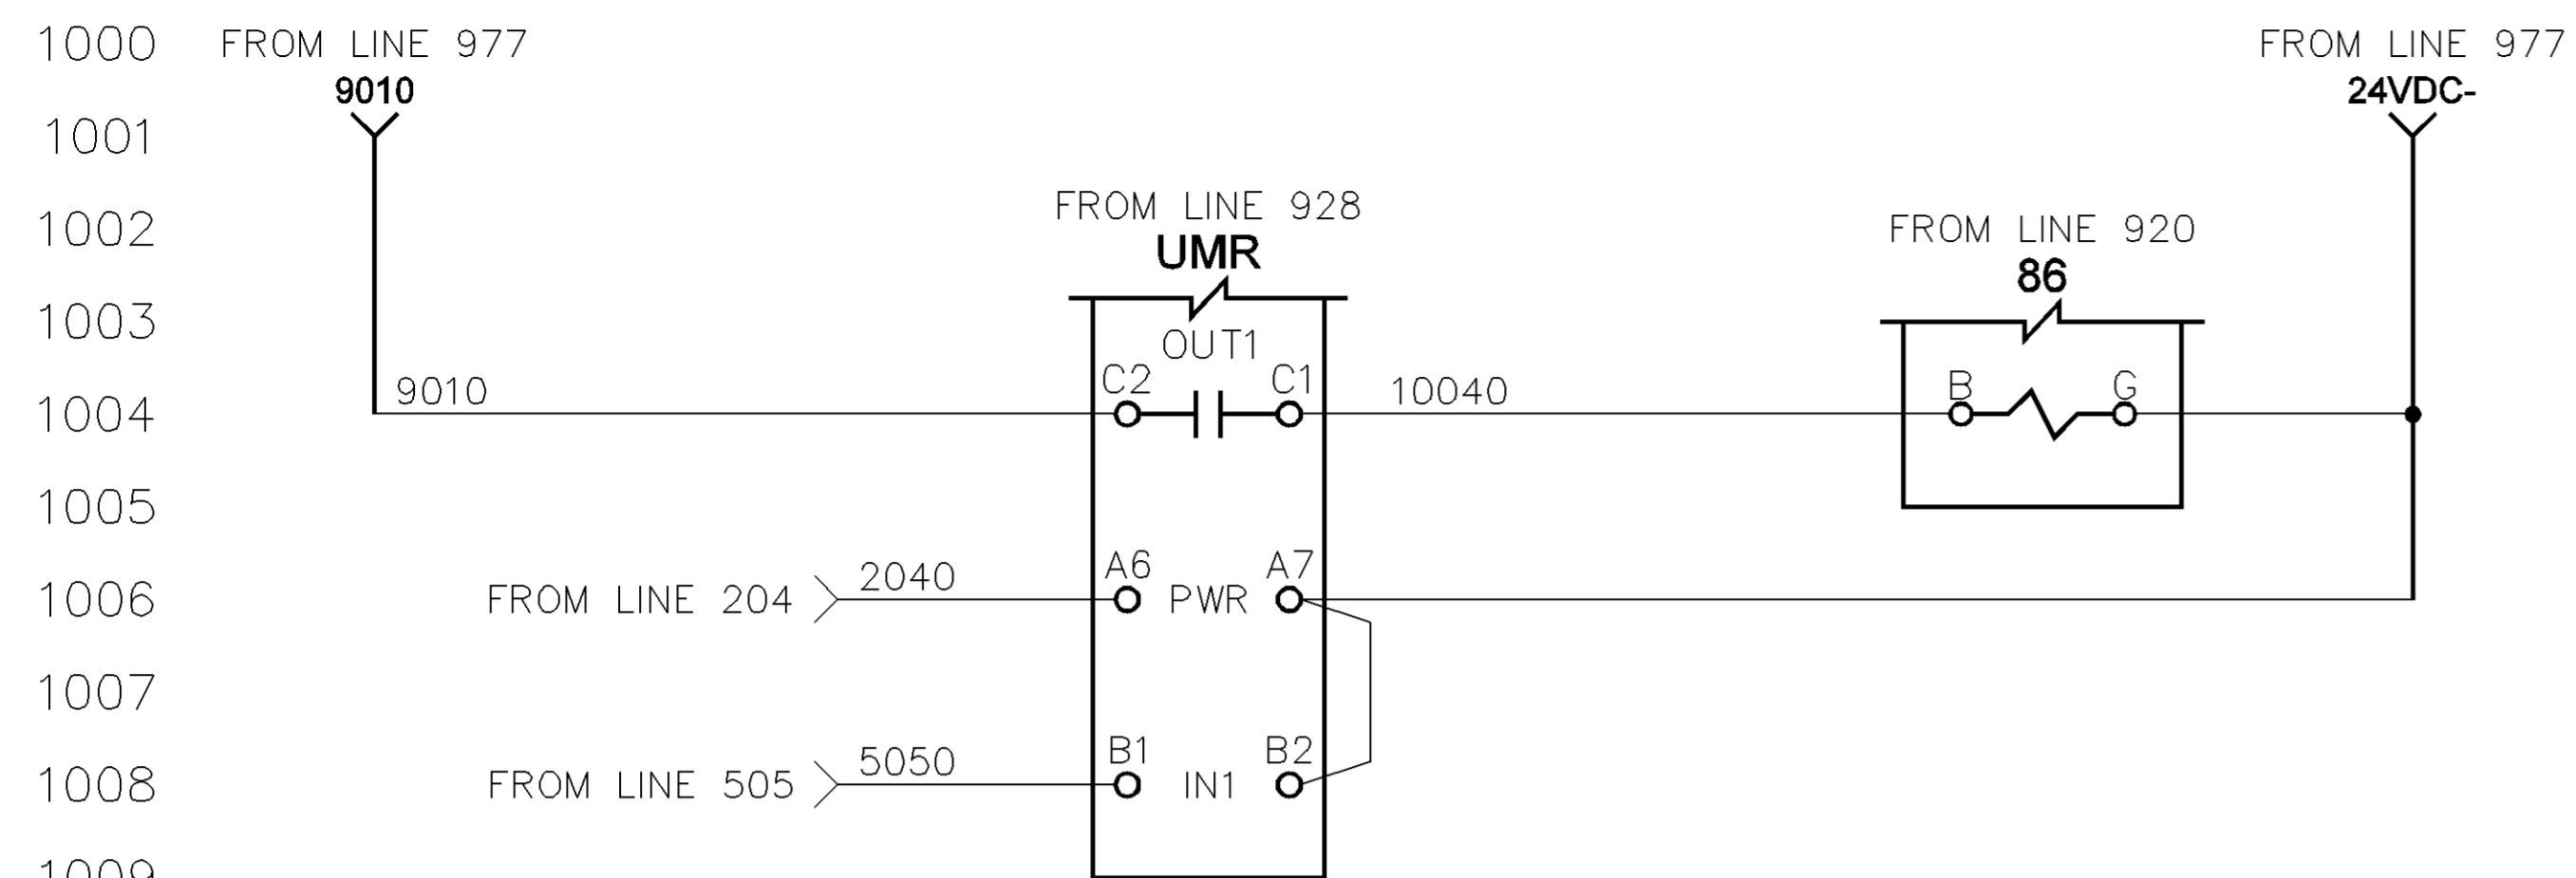 1000 FROM LINE 977 FROM LINE 977
9010 24VDC-
1001
FROM LINE 928
1002 UMR FROM LINE 920
86
1003
OUT1
C2 C1 B G
1004 9010 10040
1005
A6 A7
2040
1006 FROM LINE 204 PWR
1007
B1 B2
5050
1008 FROM LINE 505 IN1
1009